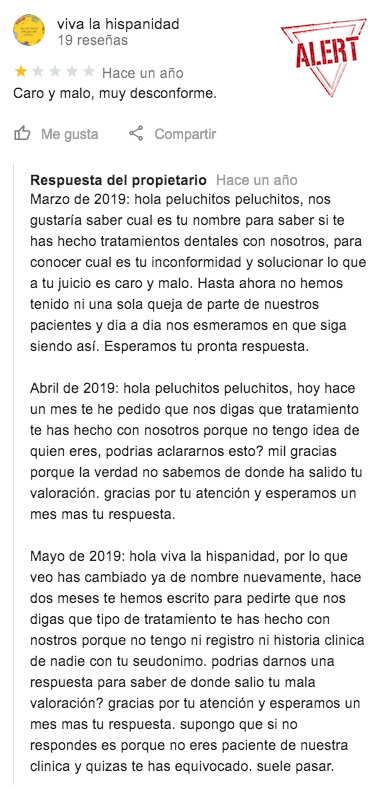 viva la hispanidad
19 reseñas
ALERT
Hace un año
Caro y malo, muy desconforme.
Me gusta
Compartir
Respuesta del propietario Hace un año
Marzo de 2019: hola peluchitos peluchitos, nos
gustaría saber cual es tu nombre para saber si te
has hecho tratamientos dentales con nosotros, para
conocer cual es tu inconformidad y solucionar lo que
a tu juicio es caro y malo. Hasta ahora no hemos
tenido ni una sola queja de parte de nuestros
pacientes y dia a dia nos esmeramos en que siga
siendo así. Esperamos tu pronta respuesta.
Abril de 2019: hola peluchitos peluchitos, hoy hace
un mes te he pedido que nos digas que tratamiento
te has hecho con nosotros porque no tengo idea de
quien eres, podrias aclararnos esto? mil gracias
porque la verdad no sabemos de donde ha salido tu
valoración. gracias por tu atención y esperamos un
mes mas tu respuesta.
Mayo de 2019: hola viva la hispanidad, por lo que
veo has cambiado ya de nombre nuevamente, hace
dos meses te hemos escrito para pedirte que nos
digas que tipo de tratamiento te has hecho con
nostros porque no tengo ni registro ni historia clinica
de nadie con tu seudonimo. podrias darnos una
respuesta para saber de donde salio tu mala
valoración? gracias por tu atención y esperamos un
mes mas tu respuesta. supongo que si no
respondes es porque no eres paciente de nuestra
clinica y quizas te has equivocado. suele pasar.